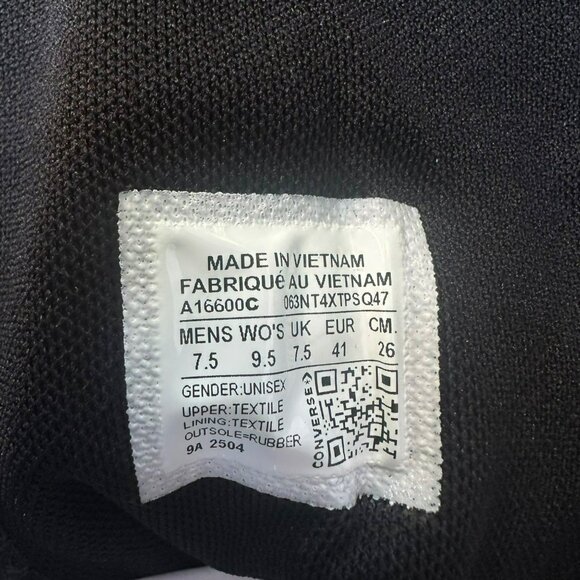 MADE IN VIETNAM
FABRIQUé AU VIETNAM
A16600C 063NT4XTPSQ47
MENS WO'S UK EUR CM.
7.5 9.5 7.5 41 26
GENDER:UNISEX
UPPER:TEXTILE
LINING:TEXTILE
OUTSOLE=RUBBER
9A 2504
CONVERSE